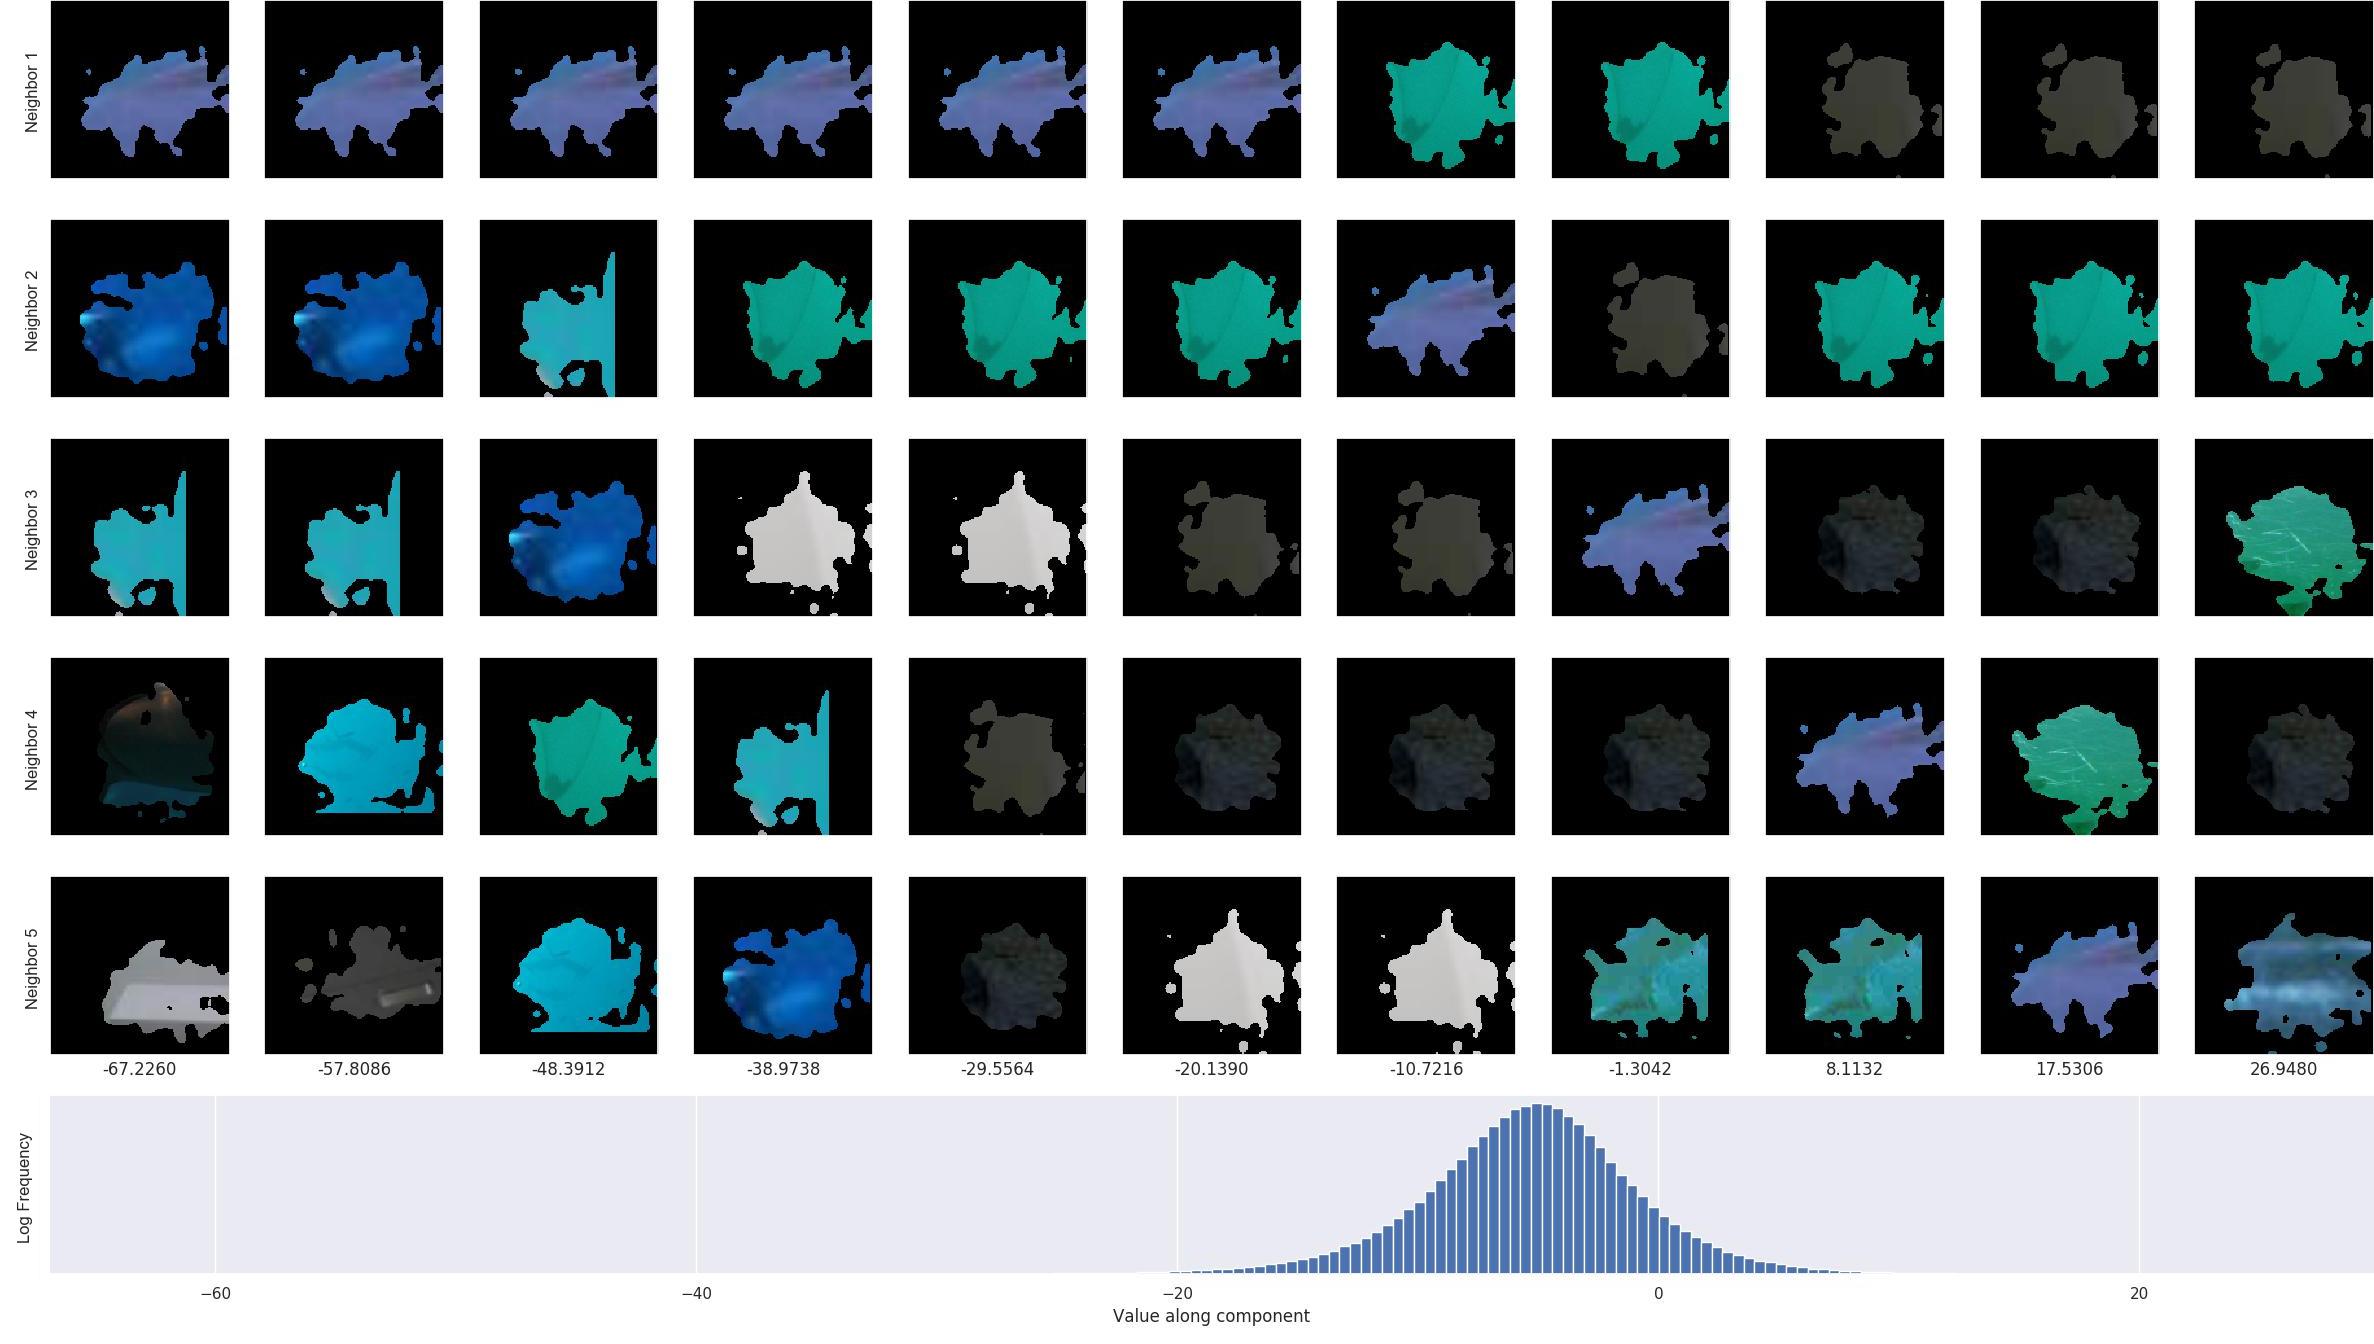 Neighbor 1
Neighbor 2
Neighbor 3
Neighbor 4
Neighbor 5
-67.2260 -57.8086 -48.3912 -38.9738 -29.5564 -20.1390 -10.7216 -1.3042 8.1132 17.5306 26.9480
Log Frequency
−60 −40 −20 0 20
Value along component